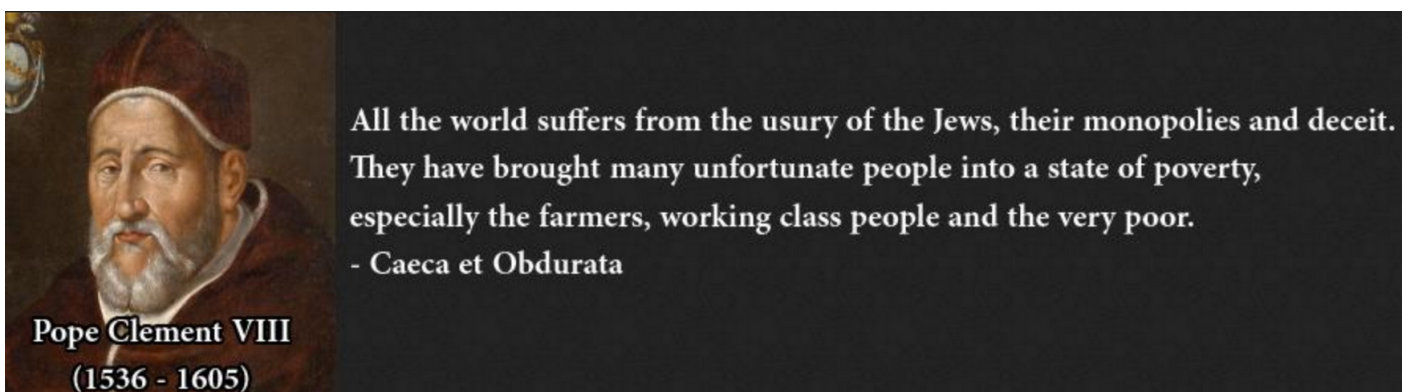 All the world suffers from the usury of the Jews, their monopolies and deceit.
They have brought many unfortunate people into a state of poverty,
especially the farmers, working class people and the very poor.
- Caeca et Obdurata
Pope Clement VIII
(1536 - 1605)